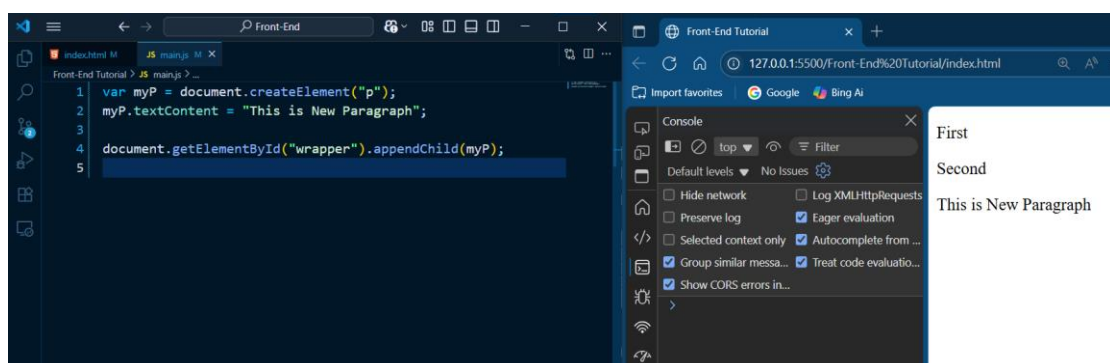 Front-End
index.html M
JS main.js M
Front-End Tutorial > JS main.js > ...
1 var myP = document.createElement("p");
2 myP.textContent = "This is New Paragraph";
3
4 document.getElementById("wrapper").appendChild(myP);
5
2
Front-End Tutorial
127.0.0.1:5500/Front-End%20Tutorial/index.html
Import favorites
Google
Bing Ai
Console
top
Filter
Default levels
No Issues
Hide network
Log XMLHttpRequests
Preserve log
Eager evaluation
Selected context only
Autocomplete from ...
Group similar messa...
Treat code evaluatio...
Show CORS errors in...
First
Second
This is New Paragraph